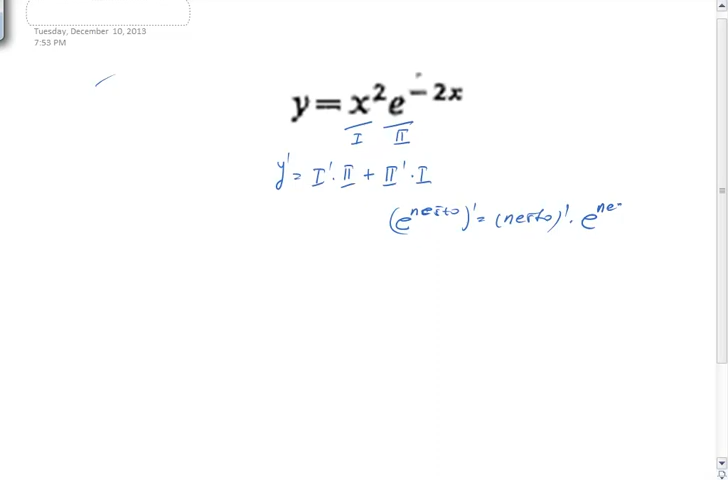 Tuesday, December 10, 2013
7:53 PM
y = x²e⁻²ˣ
I II
y' = I' · II + II' · I
(e^{nešto})' = (nešto)' · e^{ne